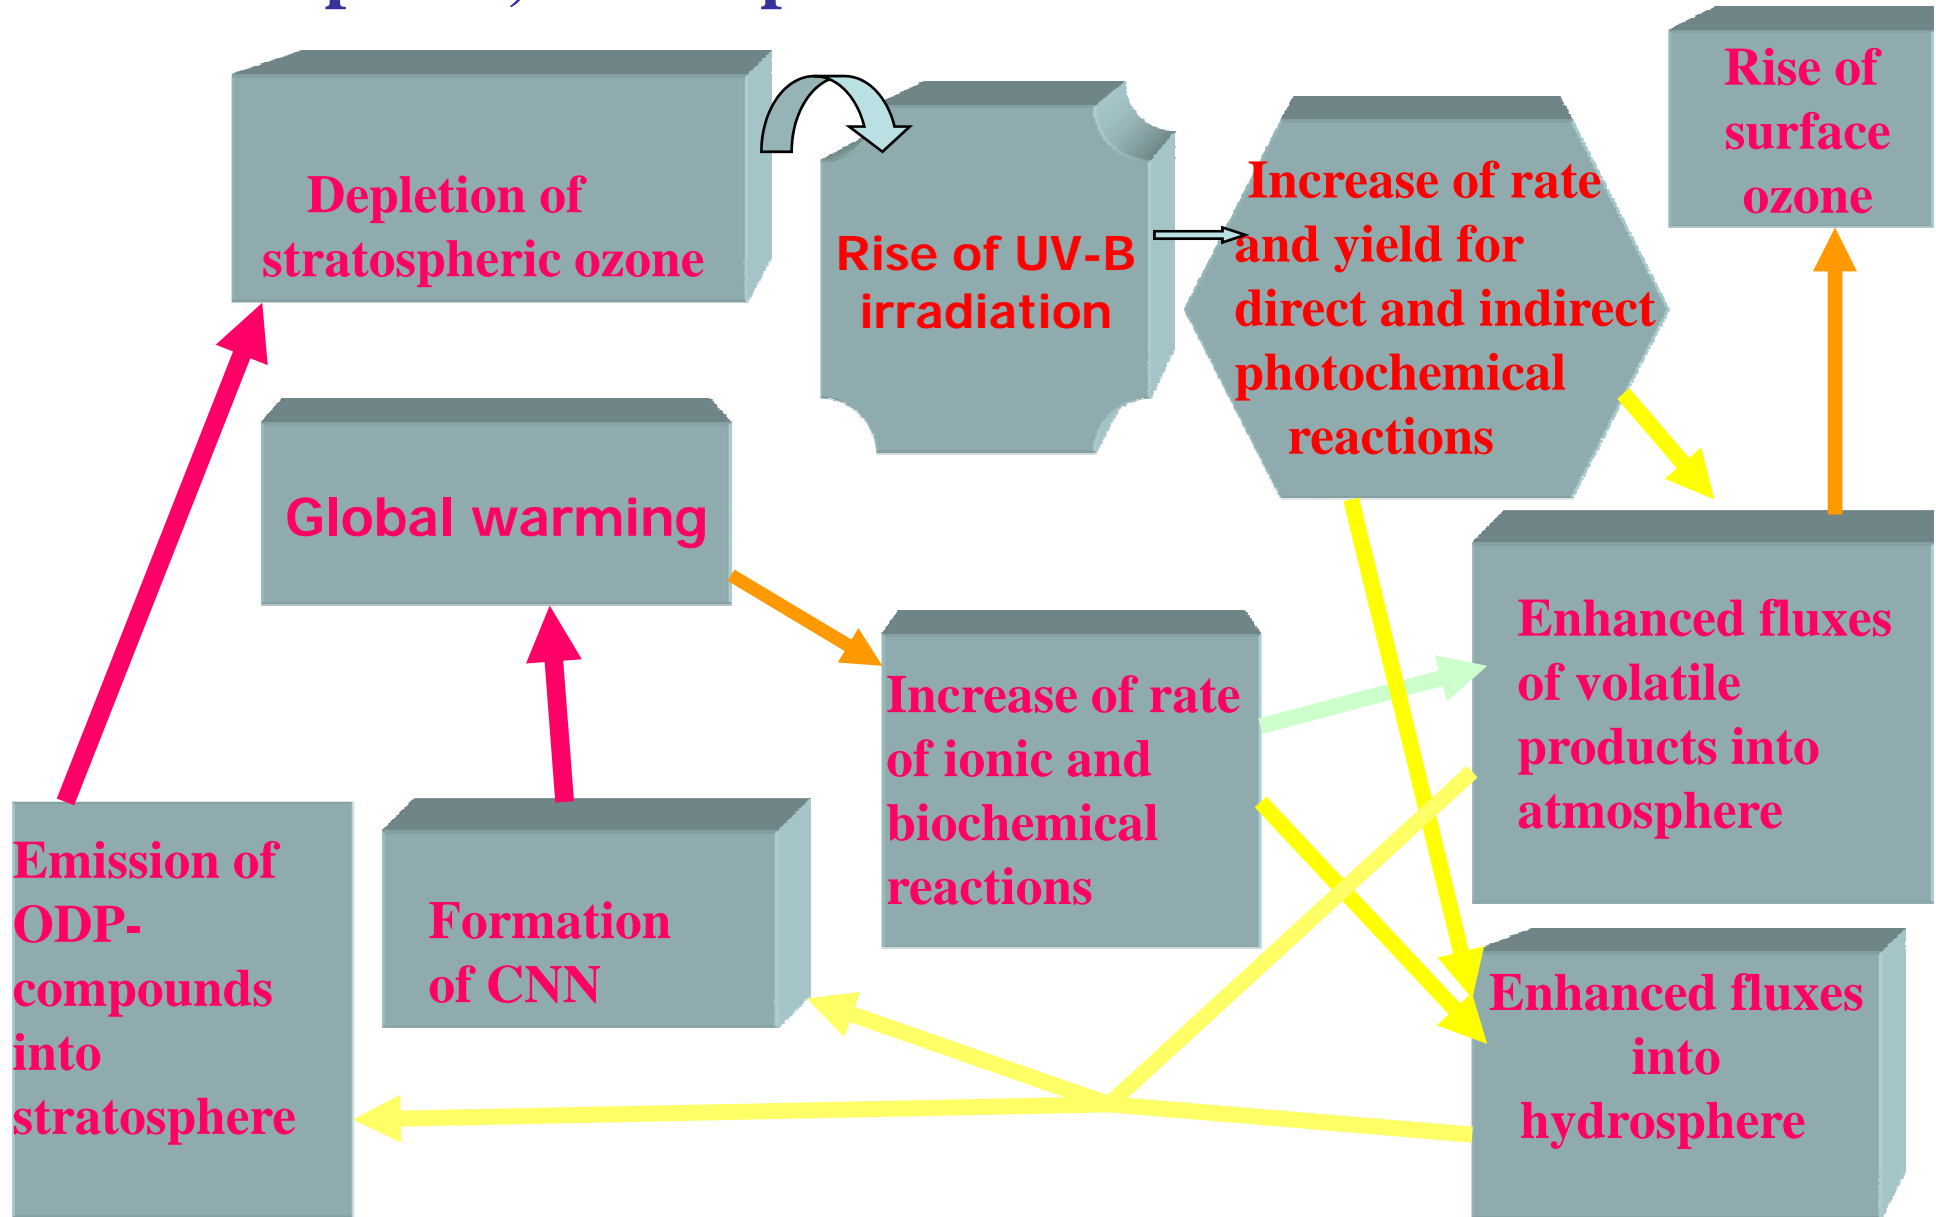 Depletion of
stratospheric ozone
Rise of UV-B
irradiation
Increase of rate
and yield for
direct and indirect
photochemical
reactions
Rise of
surface
ozone
Global warming
Increase of rate
of ionic and
biochemical
reactions
Enhanced fluxes
of volatile
products into
atmosphere
Emission of
ODP-
compounds
into
stratosphere
Formation
of CNN
Enhanced fluxes
into
hydrosphere